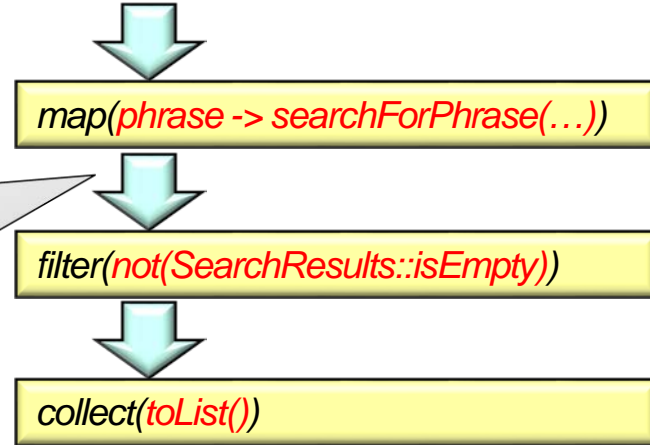 map(phrase -> searchForPhrase(…))
filter(not(SearchResults::isEmpty))
collect(toList())